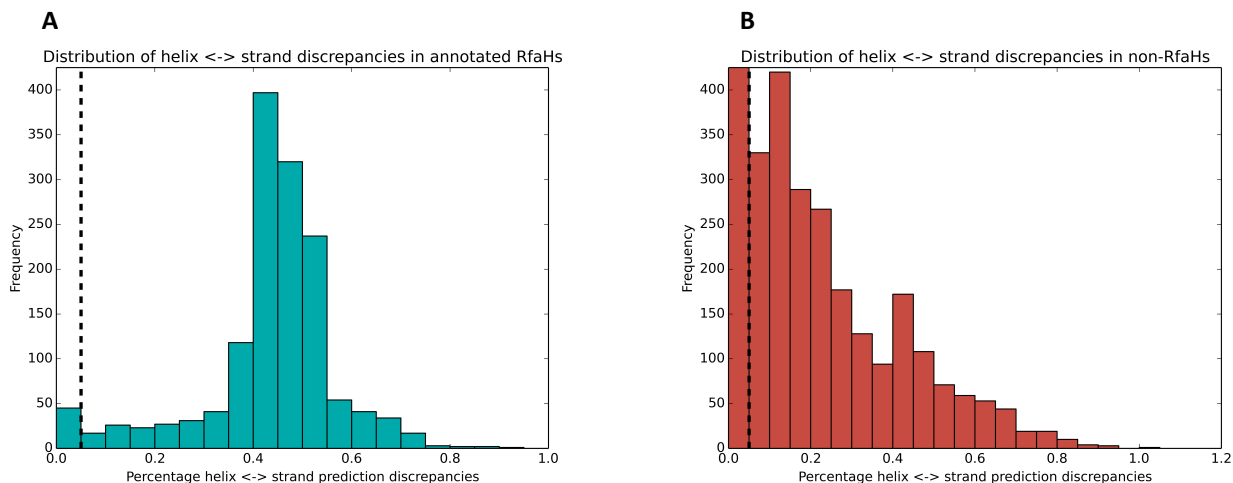 A
Distribution of helix <-> strand discrepancies in annotated RfaHs
Frequency
400
350
300
250
200
150
100
50
0
0.0 0.2 0.4 0.6 0.8 1.0
Percentage helix <-> strand prediction discrepancies
B
Distribution of helix <-> strand discrepancies in non-RfaHs
Frequency
400
350
300
250
200
150
100
50
0
0.0 0.2 0.4 0.6 0.8 1.0 1.2
Percentage helix <-> strand prediction discrepancies